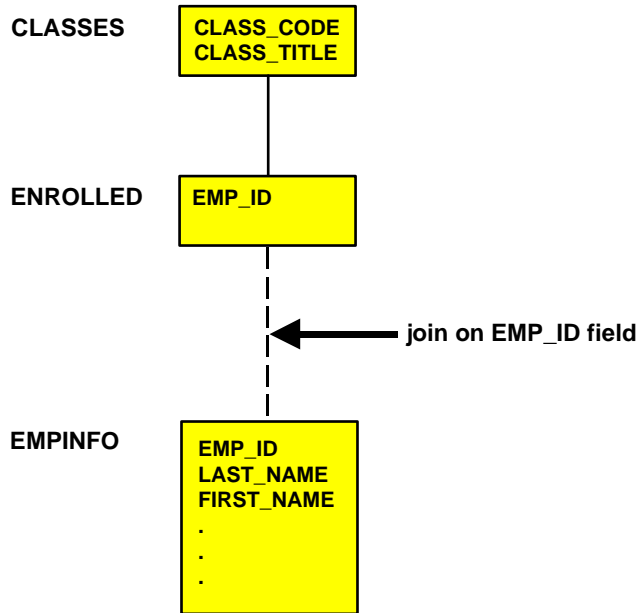 CLASSES
CLASS_CODE
CLASS_TITLE
ENROLLED
EMP_ID
join on EMP_ID field
EMPINFO
EMP_ID
LAST_NAME
FIRST_NAME
.
.
.